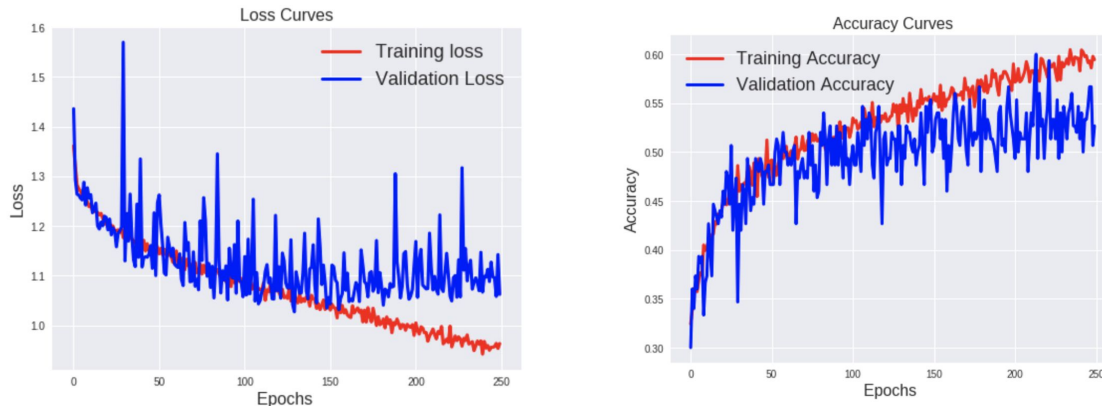 Loss Curves
1.6
1.5
1.4
1.3
1.2
1.1
1.0
Loss
Training loss
Validation Loss
0
50
100
150
200
250
Epochs
Accuracy Curves
0.60
0.55
0.50
0.45
0.40
0.35
0.30
Accuracy
Training Accuracy
Validation Accuracy
0
50
100
150
200
250
Epochs